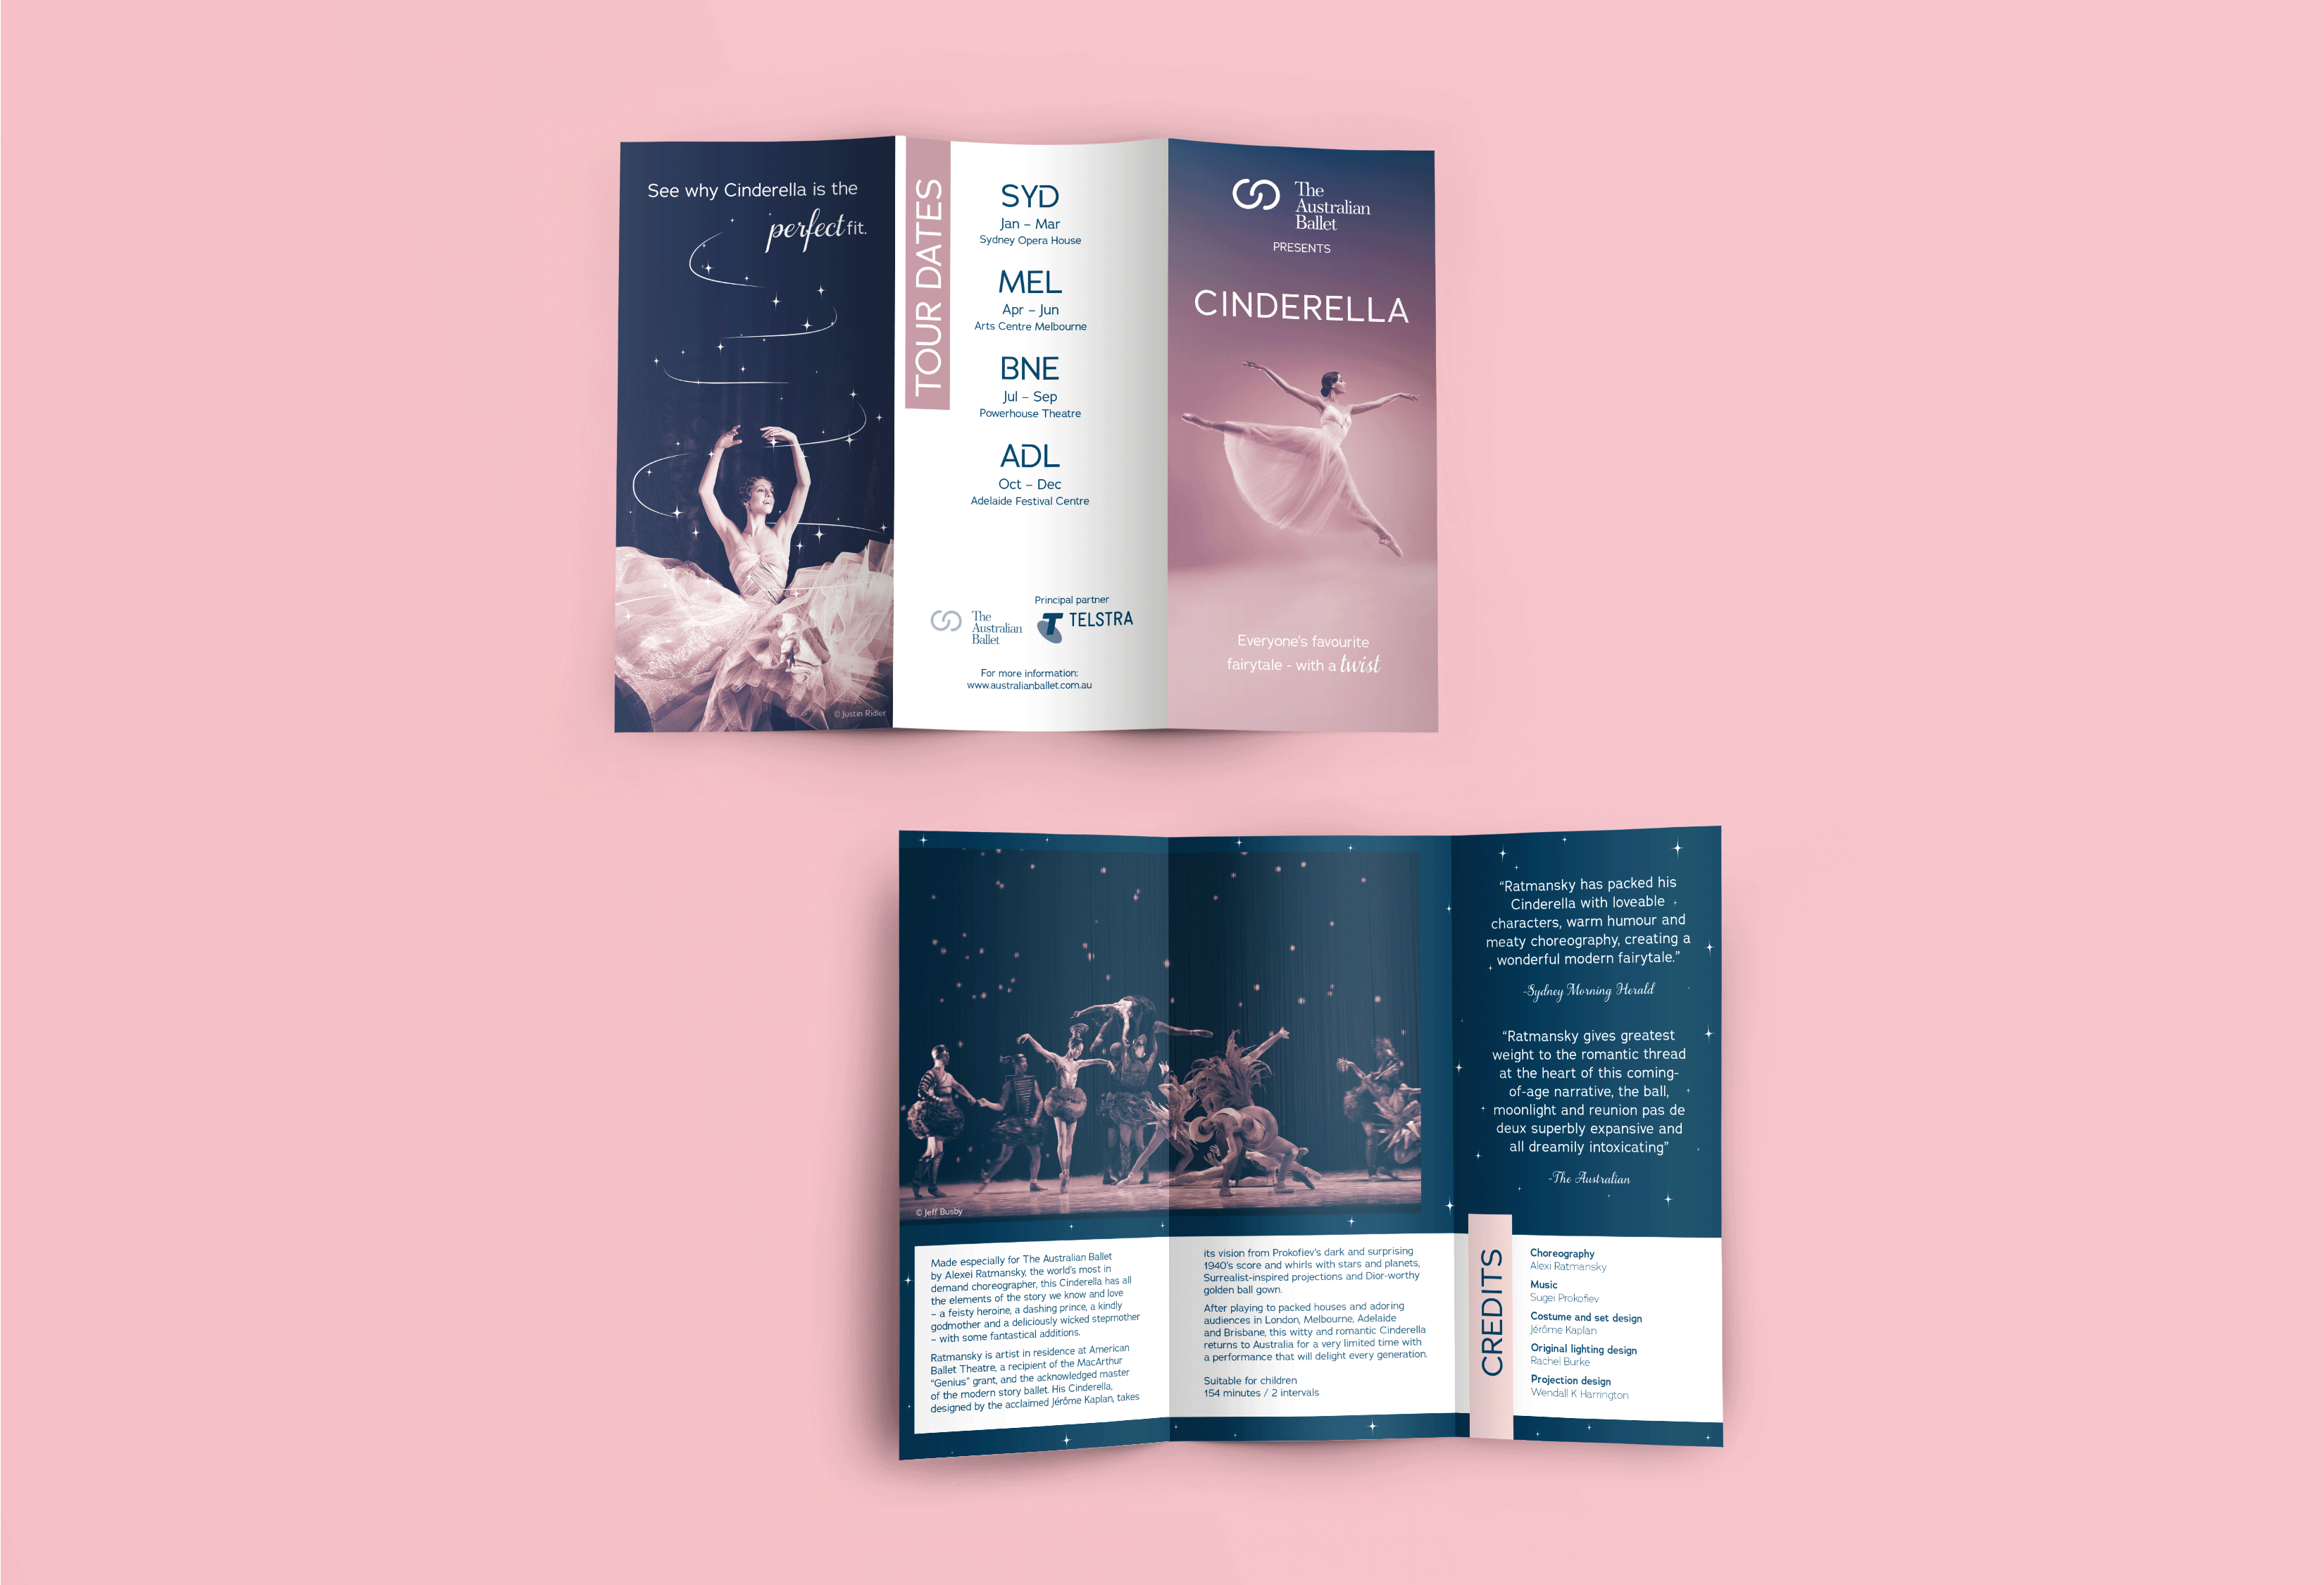 See why Cinderella is the
perfect fit.
© Justin Ridler
TOUR DATES
SYD
Jan – Mar
Sydney Opera House
MEL
Apr – Jun
Arts Centre Melbourne
BNE
Jul – Sep
Powerhouse Theatre
ADL
Oct – Dec
Adelaide Festival Centre
The
Australian
Ballet
Principal partner
TELSTRA
For more information:
www.australianballet.com.au
The
Australian
Ballet
PRESENTS
CINDERELLA
Everyone's favourite
fairytale - with a twist
© Jeff Busby
Made especially for The Australian Ballet
by Alexei Ratmansky, the world's most in
demand choreographer, this Cinderella has all
the elements of the story we know and love
– a feisty heroine, a dashing prince, a kindly
godmother and a deliciously wicked stepmother
– with some fantastical additions.
Ratmansky is artist in residence at American
Ballet Theatre, a recipient of the MacArthur
“Genius” grant, and the acknowledged master
of the modern story ballet. His Cinderella,
designed by the acclaimed Jérôme Kaplan, takes
its vision from Prokofiev's dark and surprising
1940's score and whirls with stars and planets,
Surrealist-inspired projections and Dior-worthy
golden ball gown.
After playing to packed houses and adoring
audiences in London, Melbourne, Adelaide
and Brisbane, this witty and romantic Cinderella
returns to Australia for a very limited time with
a performance that will delight every generation.
Suitable for children
154 minutes / 2 intervals
“Ratmansky has packed his
Cinderella with loveable
characters, warm humour and
meaty choreography, creating a
wonderful modern fairytale.”
-Sydney Morning Herald
“Ratmansky gives greatest
weight to the romantic thread
at the heart of this coming-
of-age narrative, the ball,
moonlight and reunion pas de
deux superbly expansive and
all dreamily intoxicating”
-The Australian
CREDITS
Choreography
Alexi Ratmansky
Music
Sugei Prokofiev
Costume and set design
Jérôme Kaplan
Original lighting design
Rachel Burke
Projection design
Wendall K Harrington